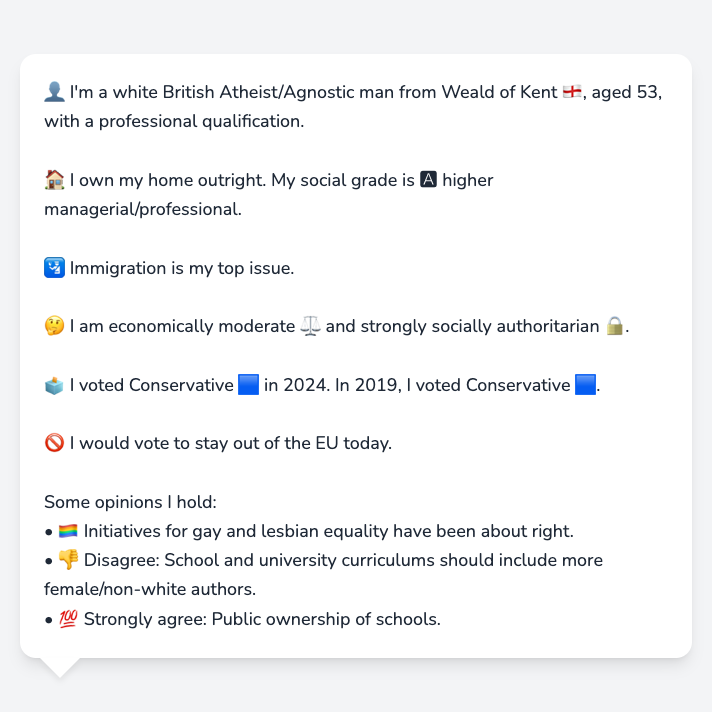 👤 I'm a white British Atheist/Agnostic man from Weald of Kent 🏴󠁧󠁢󠁥󠁮󠁧󠁿, aged 53,
with a professional qualification.
🏠 I own my home outright. My social grade is 🅰 higher
managerial/professional.
🛂 Immigration is my top issue.
🤔 I am economically moderate ⚖️ and strongly socially authoritarian 🔒.
🗳️ I voted Conservative 🟦 in 2024. In 2019, I voted Conservative 🟦.
🚫 I would vote to stay out of the EU today.
Some opinions I hold:
• 🏳️‍🌈 Initiatives for gay and lesbian equality have been about right.
• 👎 Disagree: School and university curriculums should include more
female/non-white authors.
• 💯 Strongly agree: Public ownership of schools.